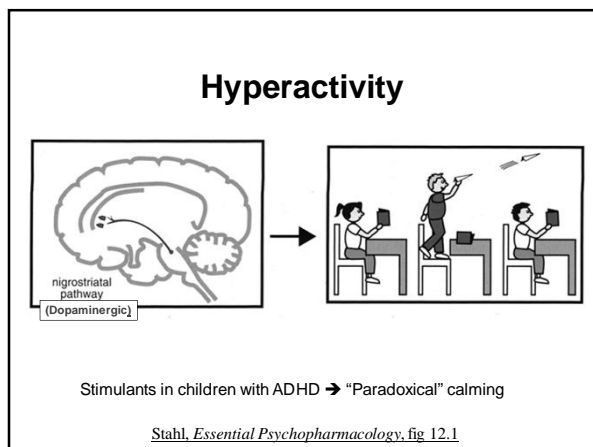 Hyperactivity
nigrostriatal
pathway
(Dopaminergic)
Stimulants in children with ADHD ➔ “Paradoxical” calming
Stahl, Essential Psychopharmacology, fig 12.1